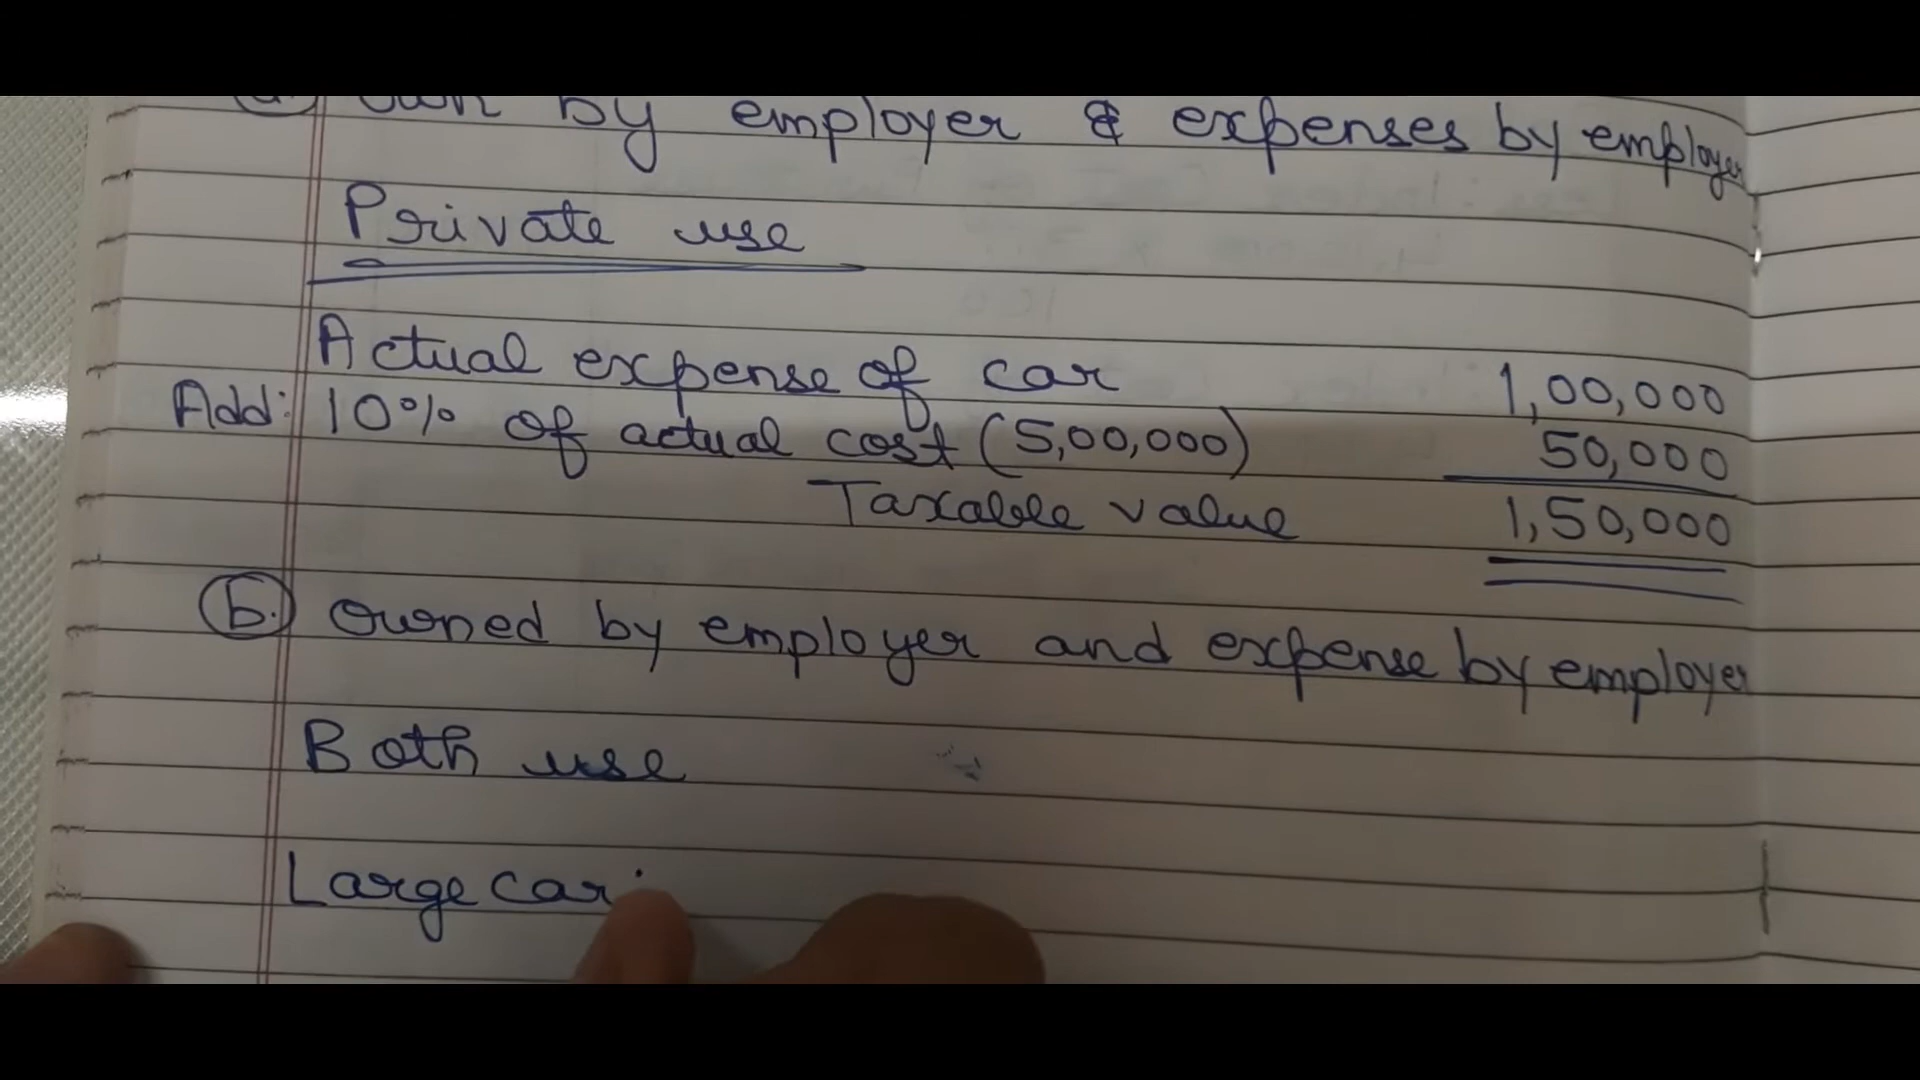 a. Own by employer & expenses by employer
Private use
Actual expense of car 1,00,000
Add: 10% of actual cost (5,00,000) 50,000
Taxable value 1,50,000
b. owned by employer and expense by employer
Both use
Large car